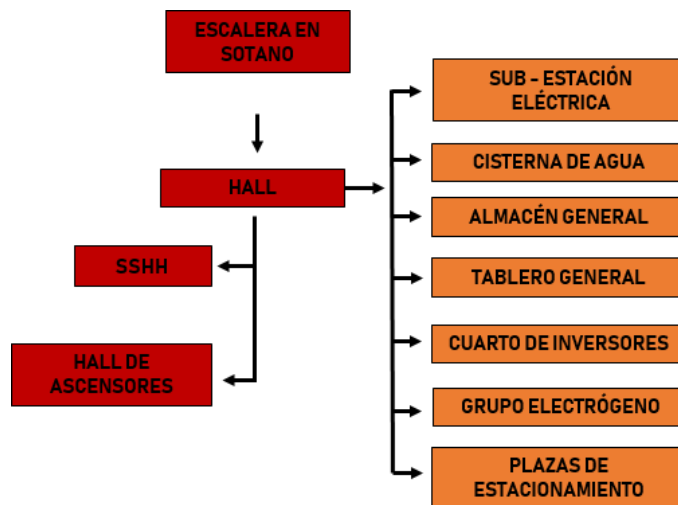 ESCALERA EN
SOTANO
HALL
SSHH
HALL DE
ASCENSORES
SUB - ESTACIÓN
ELÉCTRICA
CISTERNA DE AGUA
ALMACÉN GENERAL
TABLERO GENERAL
CUARTO DE INVERSORES
GRUPO ELECTRÓGENO
PLAZAS DE
ESTACIONAMIENTO